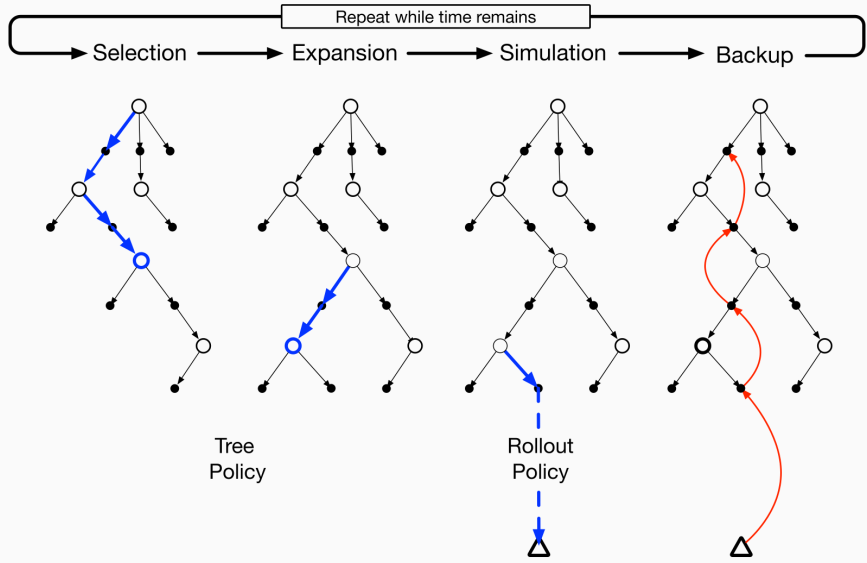 Repeat while time remains
Selection
Expansion
Simulation
Backup
Tree
Policy
Rollout
Policy